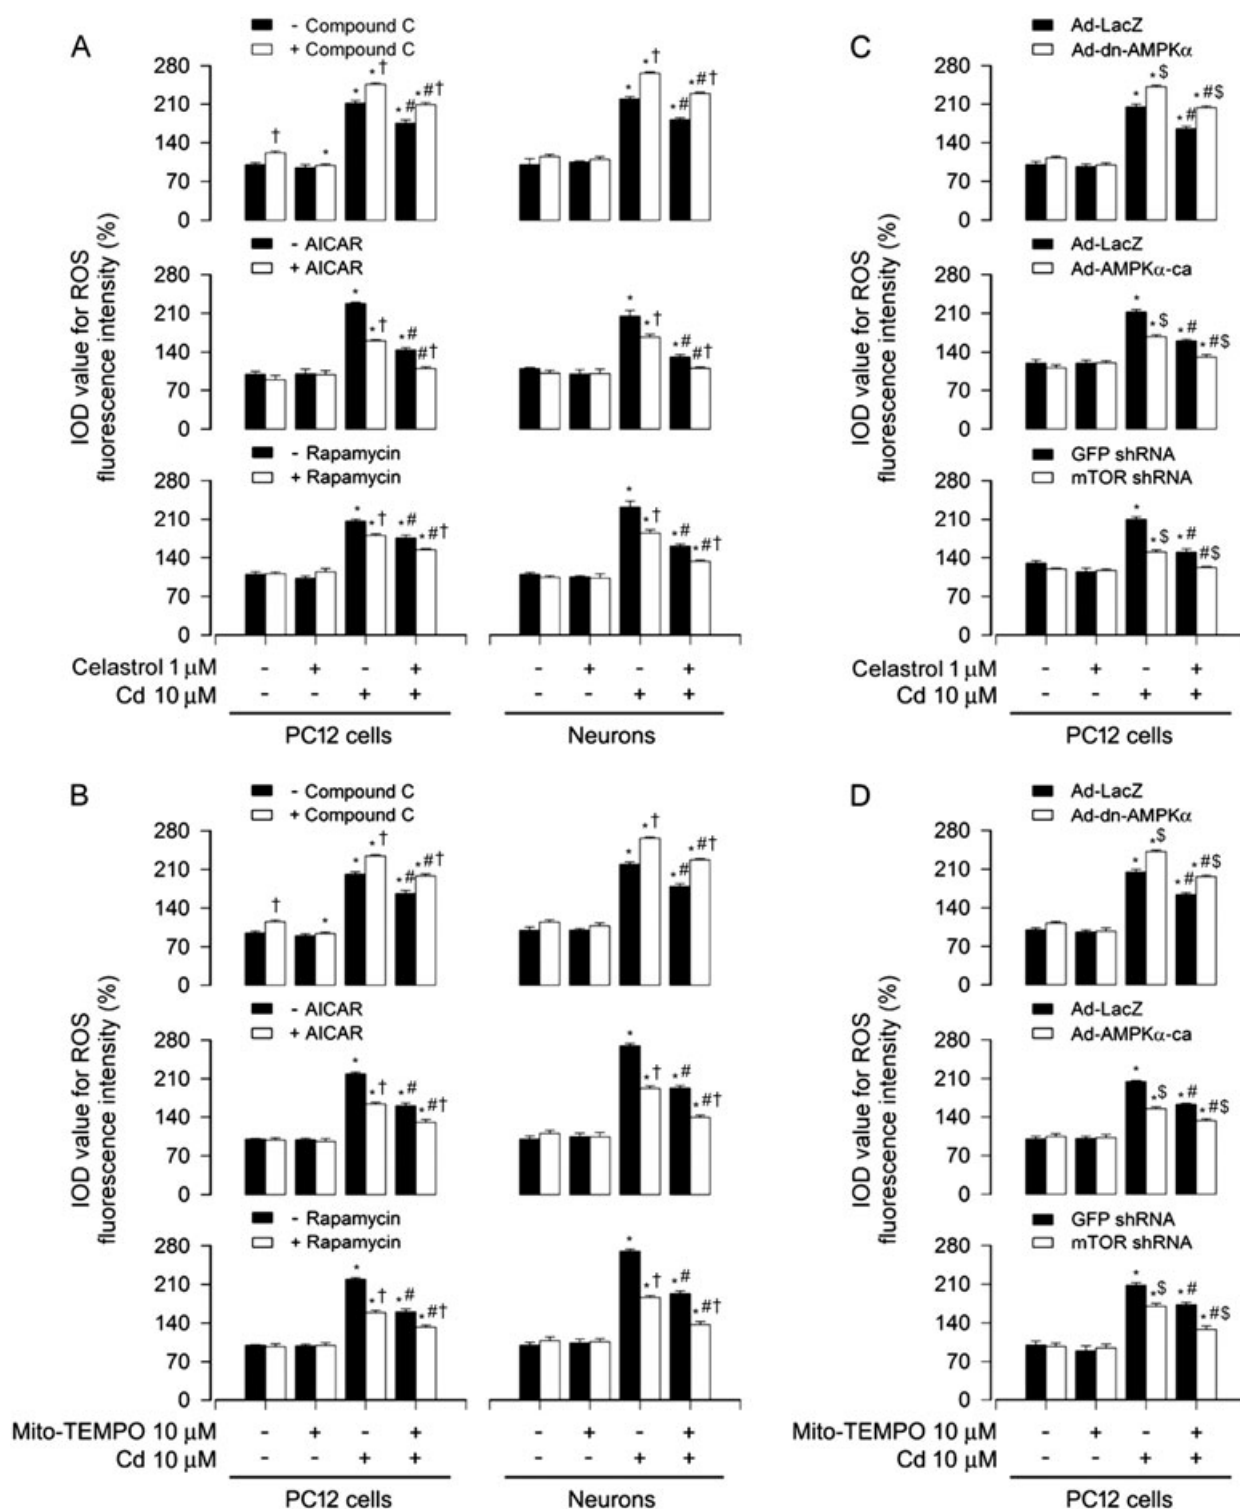 A
- Compound C
+ Compound C
280
210
140
70
0
†
*
*
*†
*#
*#†
*
*†
*#
*#†
- AICAR
+ AICAR
280
210
140
70
0
*
*†
*#
#†
*
*†
*#
#†
- Rapamycin
+ Rapamycin
280
210
140
70
0
*
*†
*#
*#†
*
*†
*#
*#†
IOD value for ROS
fluorescence intensity (%)
Celastrol 1 μM - + - + - + - +
Cd 10 μM - - + + - - + +
PC12 cells Neurons
C
Ad-LacZ
Ad-dn-AMPKα
280
210
140
70
0
*
*$
*#
*#$
Ad-LacZ
Ad-AMPKα-ca
280
210
140
70
0
*
*$
*#
*#$
GFP shRNA
mTOR shRNA
280
210
140
70
0
*
*$
*#
#$
IOD value for ROS
fluorescence intensity (%)
Celastrol 1 μM - + - +
Cd 10 μM - - + +
PC12 cells
B
- Compound C
+ Compound C
280
210
140
70
0
†
*
*
*†
*#
*#†
*
*†
*#
*#†
- AICAR
+ AICAR
280
210
140
70
0
*
*†
*#
*#†
*
*†
*#
*#†
- Rapamycin
+ Rapamycin
280
210
140
70
0
*
*†
*#
*#†
*
*†
*#
*#†
IOD value for ROS
fluorescence intensity (%)
Mito-TEMPO 10 μM - + - + - + - +
Cd 10 μM - - + + - - + +
PC12 cells Neurons
D
Ad-LacZ
Ad-dn-AMPKα
280
210
140
70
0
*
*$
*#
*#$
Ad-LacZ
Ad-AMPKα-ca
280
210
140
70
0
*
*$
*#
*#$
GFP shRNA
mTOR shRNA
280
210
140
70
0
*
*$
*#
*#$
IOD value for ROS
fluorescence intensity (%)
Mito-TEMPO 10 μM - + - +
Cd 10 μM - - + +
PC12 cells